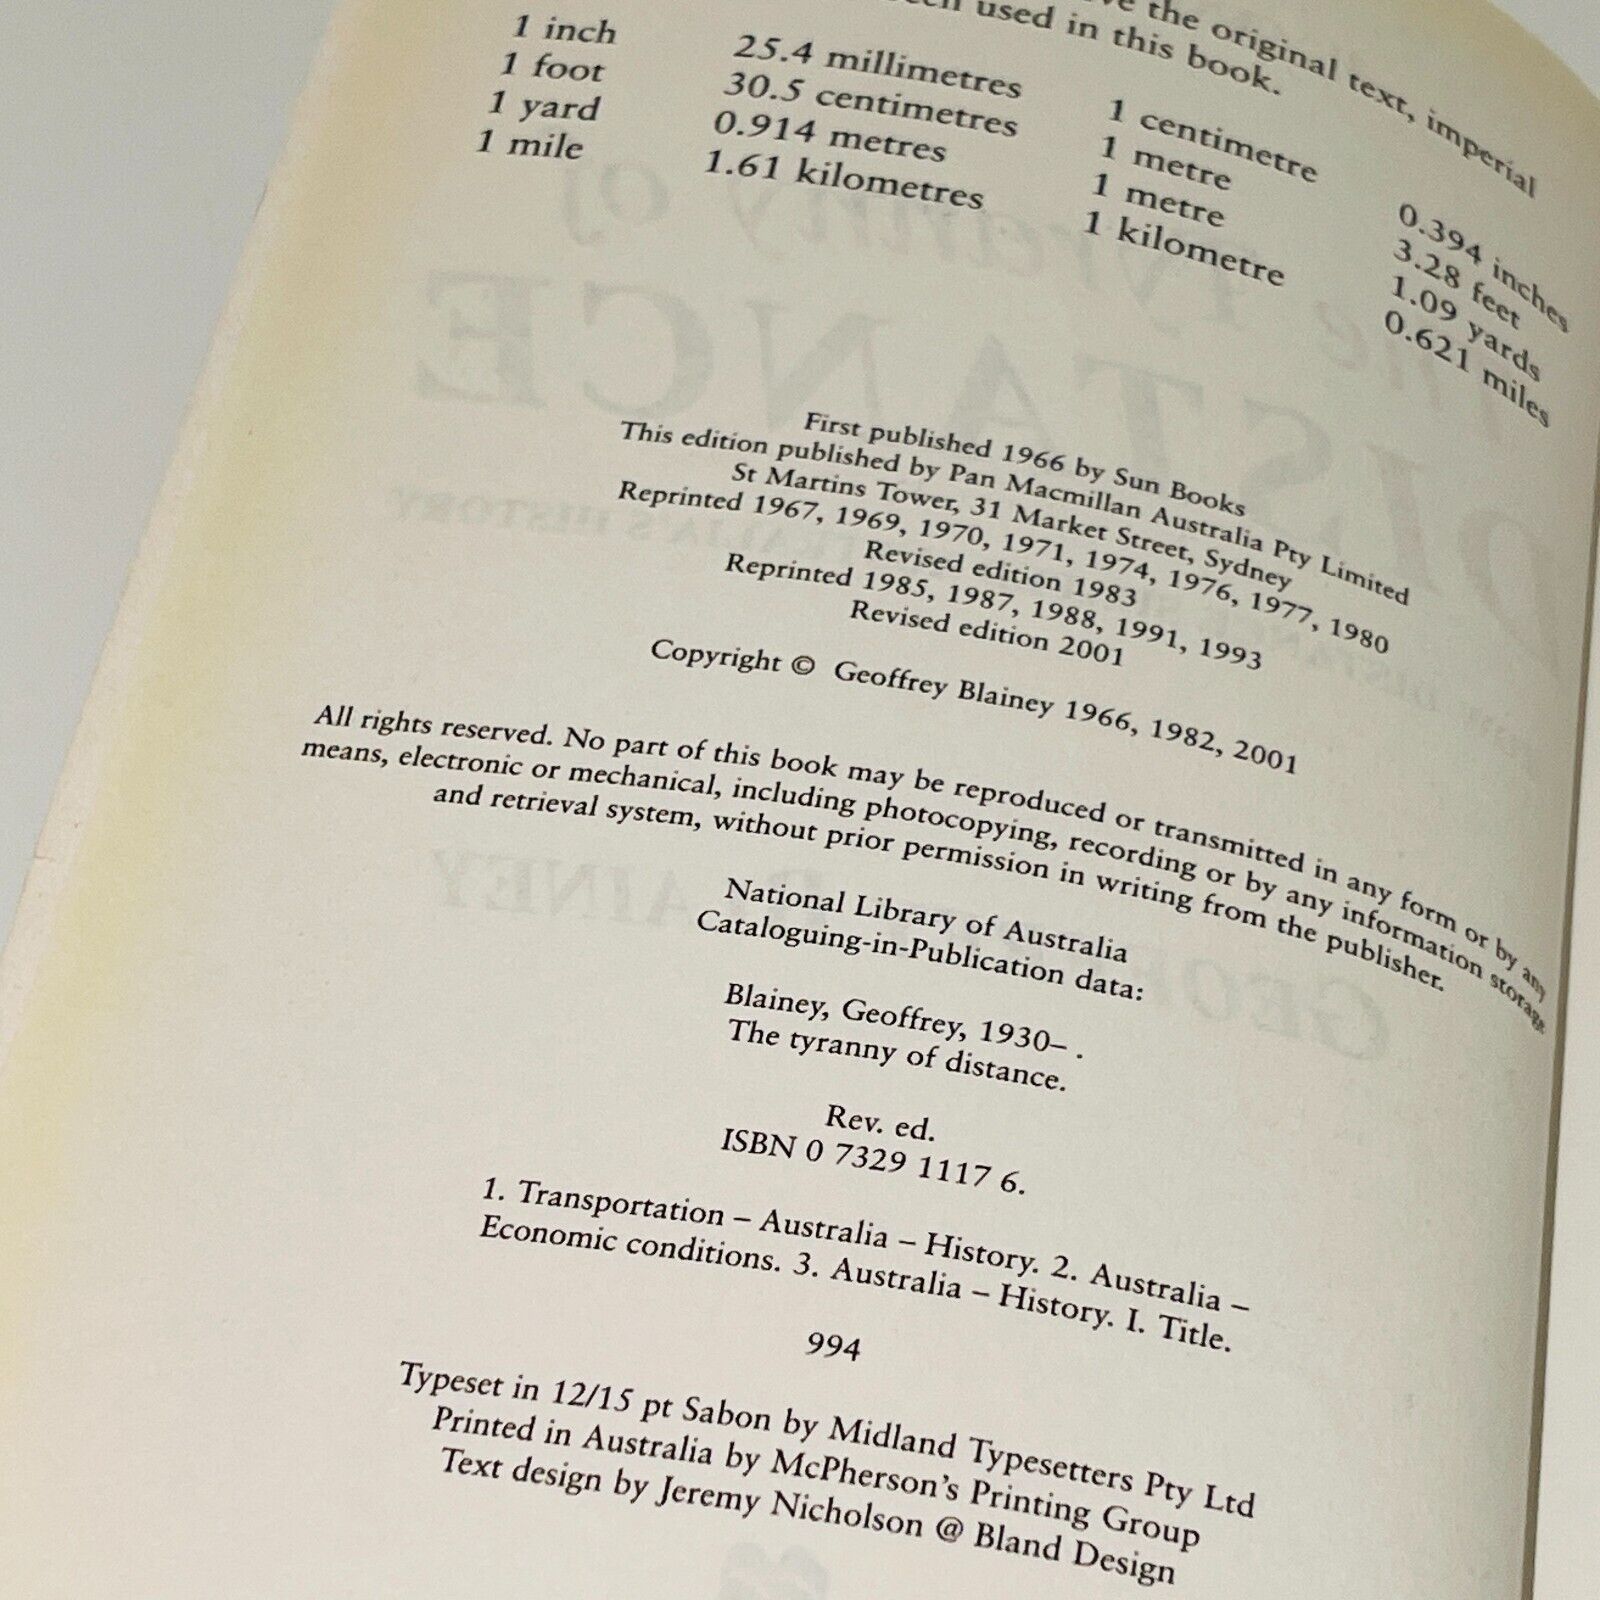 the original text, imperial
used in this book.
1 inch 25.4 millimetres 1 centimetre 0.394 inches
1 foot 30.5 centimetres 1 metre 3.28 feet
1 yard 0.914 metres 1 metre 1.09 yards
1 mile 1.61 kilometres 1 kilometre 0.621 miles
First published 1966 by Sun Books
This edition published by Pan Macmillan Australia Pty Limited
St Martins Tower, 31 Market Street, Sydney
Reprinted 1967, 1969, 1970, 1971, 1974, 1976, 1977, 1980
Revised edition 1983
Reprinted 1985, 1987, 1988, 1991, 1993
Revised edition 2001
Copyright © Geoffrey Blainey 1966, 1982, 2001
All rights reserved. No part of this book may be reproduced or transmitted in any form or by any
means, electronic or mechanical, including photocopying, recording or by any information storage
and retrieval system, without prior permission in writing from the publisher.
National Library of Australia
Cataloguing-in-Publication data:
Blainey, Geoffrey, 1930– .
The tyranny of distance.
Rev. ed.
ISBN 0 7329 1117 6.
1. Transportation – Australia – History. 2. Australia –
Economic conditions. 3. Australia – History. I. Title.
994
Typeset in 12/15 pt Sabon by Midland Typesetters Pty Ltd
Printed in Australia by McPherson's Printing Group
Text design by Jeremy Nicholson @ Bland Design